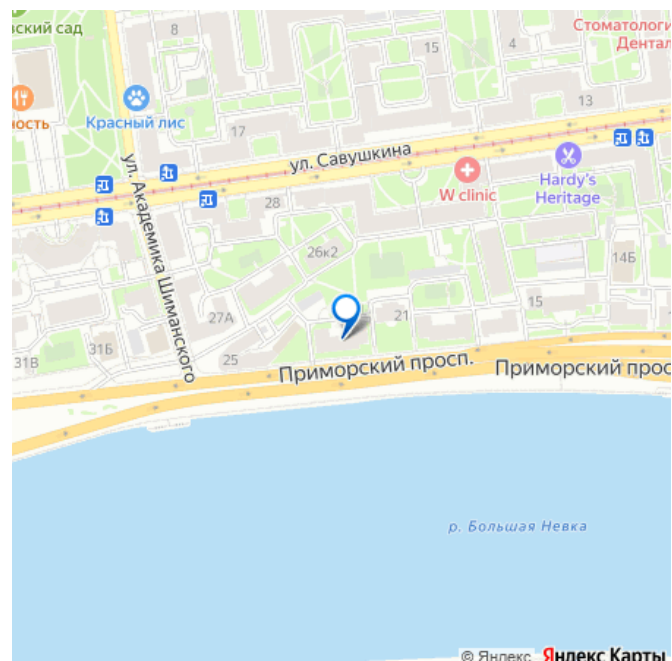 вский сад
8
15
4
Стоматологи
Дентал
ность
Красный лис
17
13
ул. Савушкина
W clinic
Hardy's
Heritage
ул. Академика Шиманского
28
26к2
14Б
27А
21
15
31В
31Б
25
Приморский просп.
Приморский прос
р. Большая Невка
© Яндекс Яндекс Карты